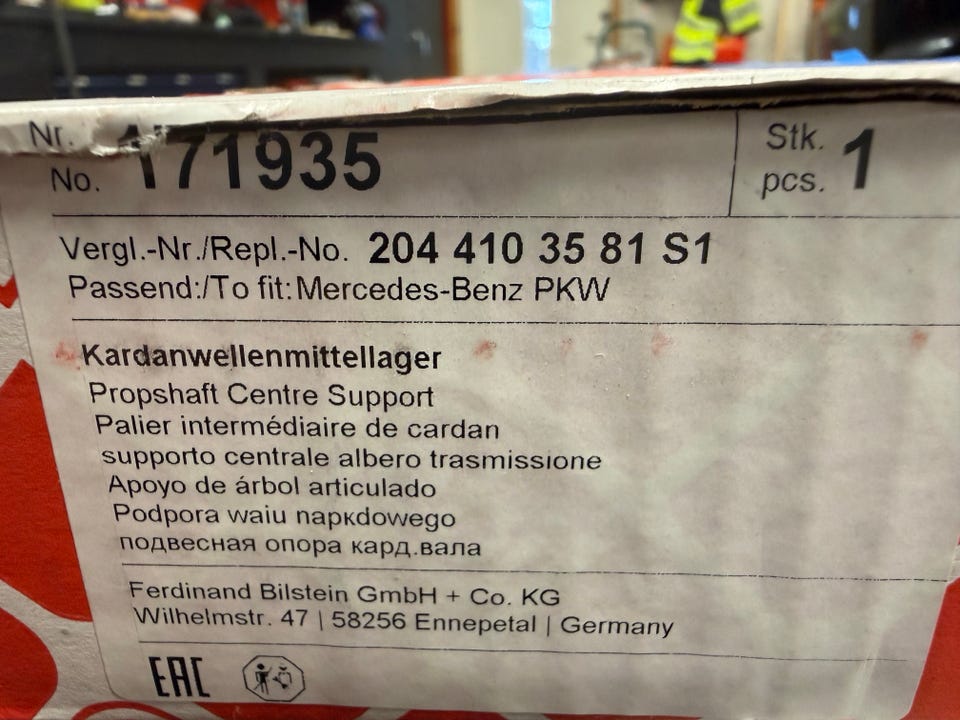 Nr.
No. 171935
Stk.
pcs. 1
Vergl.-Nr./Repl.-No. 204 410 35 81 S1
Passend:/To fit: Mercedes-Benz PKW
Kardanwellenmittellager
Propshaft Centre Support
Palier intermédiaire de cardan
supporto centrale albero trasmissione
Apoyo de árbol articulado
Podpora waiu napкdowego
подвесная опора кард.вала
Ferdinand Bilstein GmbH + Co. KG
Wilhelmstr. 47 | 58256 Ennepetal | Germany
EAC